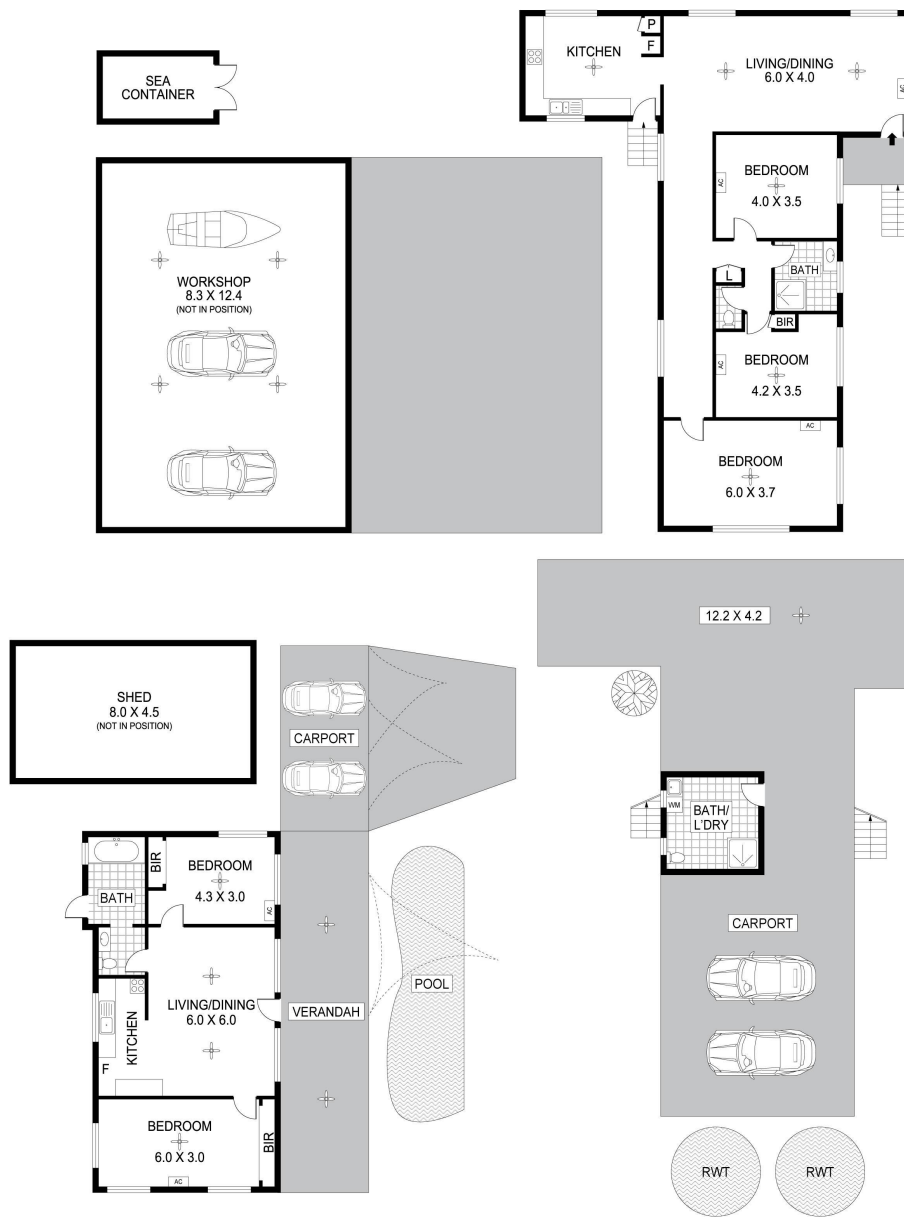 SEA
CONTAINER
WORKSHOP
8.3 X 12.4
(NOT IN POSITION)
KITCHEN
P
F
LIVING/DINING
6.0 X 4.0
AC
BEDROOM
4.0 X 3.5
AC
BATH
L
BIR
BEDROOM
4.2 X 3.5
AC
AC
BEDROOM
6.0 X 3.7
SHED
8.0 X 4.5
(NOT IN POSITION)
CARPORT
BIR
BEDROOM
4.3 X 3.0
AC
BATH
LIVING/DINING
6.0 X 6.0
KITCHEN
F
VERANDAH
POOL
BEDROOM
6.0 X 3.0
BIR
AC
12.2 X 4.2
WM
BATH/
L'DRY
CARPORT
RWT
RWT